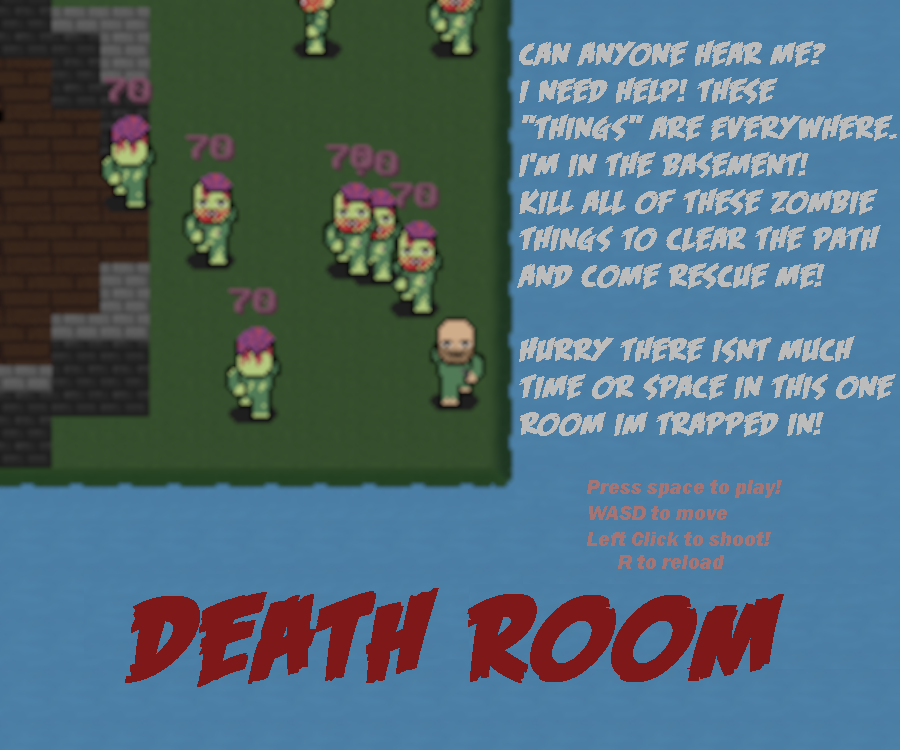 70
70
70
70
70
70
CAN ANYONE HEAR ME?
I NEED HELP! THESE
"THINGS" ARE EVERYWHERE.
I'M IN THE BASEMENT!
KILL ALL OF THESE ZOMBIE
THINGS TO CLEAR THE PATH
AND COME RESCUE ME!
HURRY THERE ISNT MUCH
TIME OR SPACE IN THIS ONE
ROOM IM TRAPPED IN!
Press space to play!
WASD to move
Left Click to shoot!
R to reload
DEATH ROOM